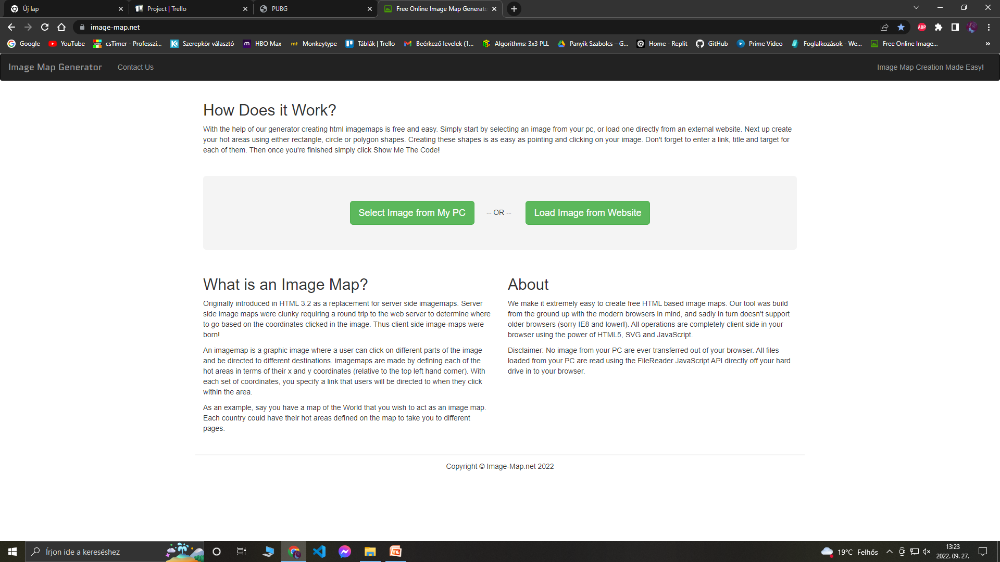 Új lap
Project | Trello
PUBG
Free Online Image Map Generato
image-map.net
ABP
Google
YouTube
csTimer - Professzi...
Szerepkör választó
HBO Max
Monkeytype
Táblák | Trello
Beérkező levelek (1...
Algorithms: 3x3 PLL
Panyik Szabolcs – G...
Home - Replit
GitHub
Prime Video
Foglalkozások - We...
Free Online Image...
»
Image Map Generator
Contact Us
Image Map Creation Made Easy!
How Does it Work?
With the help of our generator creating html imagemaps is free and easy. Simply start by selecting an image from your pc, or load one directly from an external website. Next up create
your hot areas using either rectangle, circle or polygon shapes. Creating these shapes is as easy as pointing and clicking on your image. Don't forget to enter a link, title and target for
each of them. Then once you're finished simply click Show Me The Code!
Select Image from My PC
-- OR --
Load Image from Website
What is an Image Map?
Originally introduced in HTML 3.2 as a replacement for server side imagemaps. Server
side image maps were clunky requiring a round trip to the web server to determine where
to go based on the coordinates clicked in the image. Thus client side image-maps were
born!
An imagemap is a graphic image where a user can click on different parts of the image
and be directed to different destinations. imagemaps are made by defining each of the
hot areas in terms of their x and y coordinates (relative to the top left hand corner). With
each set of coordinates, you specify a link that users will be directed to when they click
within the area.
As an example, say you have a map of the World that you wish to act as an image map.
Each country could have their hot areas defined on the map to take you to different
pages.
About
We make it extremely easy to create free HTML based image maps. Our tool was build
from the ground up with the modern browsers in mind, and sadly in turn doesn't support
older browsers (sorry IE8 and lower!). All operations are completely client side in your
browser using the power of HTML5, SVG and JavaScript.
Disclaimer: No image from your PC are ever transferred out of your browser. All files
loaded from your PC are read using the FileReader JavaScript API directly off your hard
drive in to your browser.
Copyright © Image-Map.net 2022
Írjon ide a kereséshez
19°C Felhős
13:23
2022. 09. 27.